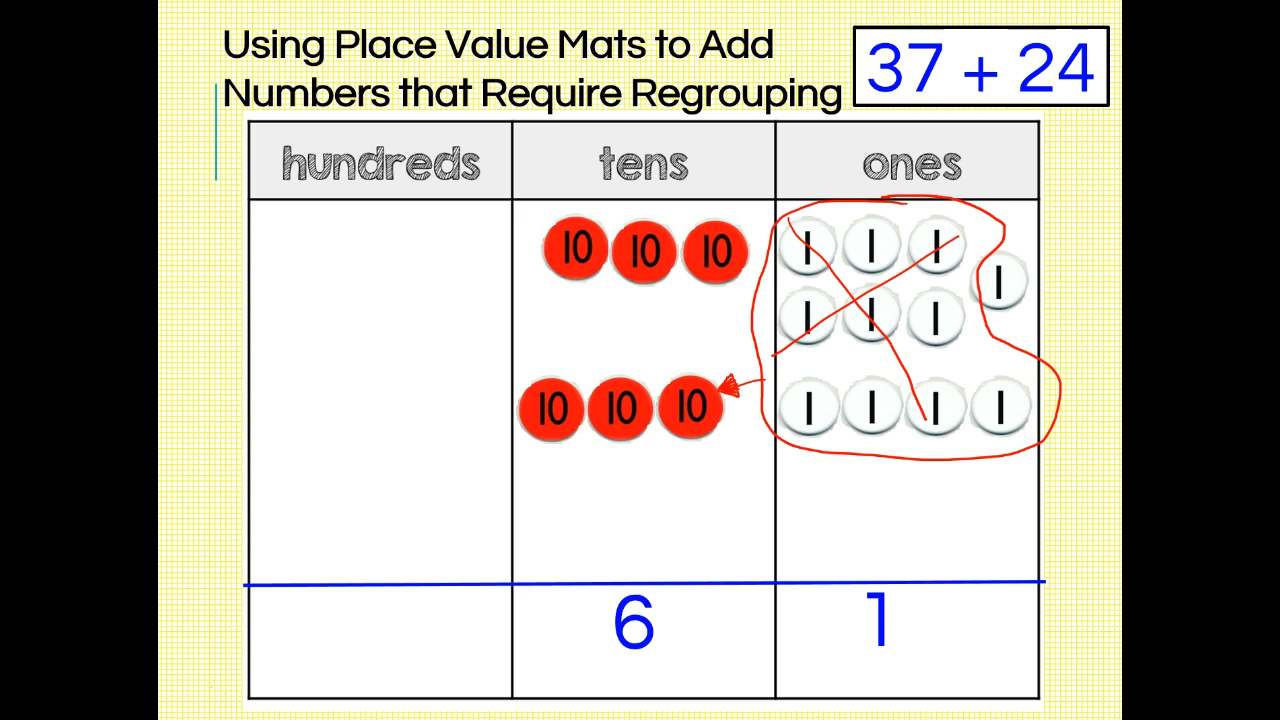 Using Place Value Mats to Add
Numbers that Require Regrouping
37 + 24
hundreds tens ones
10 10 10 1 1 1
1
1 1 1
10 10 10 1 1 1 1
6 1